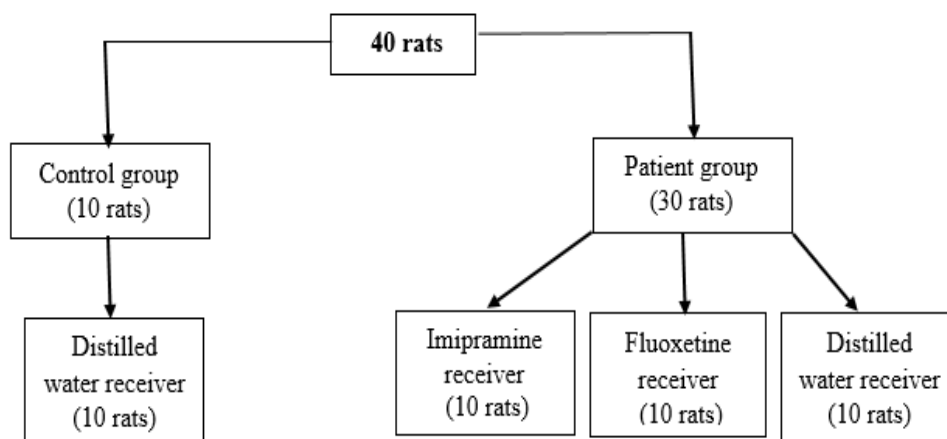 40 rats
Control group
(10 rats)
Patient group
(30 rats)
Distilled
water receiver
(10 rats)
Imipramine
receiver
(10 rats)
Fluoxetine
receiver
(10 rats)
Distilled
water receiver
(10 rats)